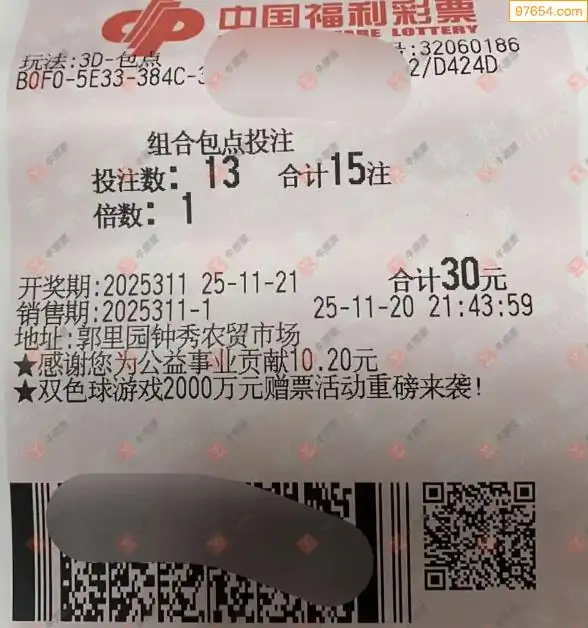 97654.com
中国福利彩票
LOTTERY
玩法:3D-包点
:32060186
B0F0-5E33-384C-
2/D424D
组合包点投注
投注数: 13 合计15注
倍数: 1
开奖期:2025311 25-11-21 合计30元
销售期:2025311-1 25-11-20 21:43:59
地址:郭里园钟秀农贸市场
★感谢您为公益事业贡献10.20元
★双色球游戏2000万元赠票活动重磅来袭!